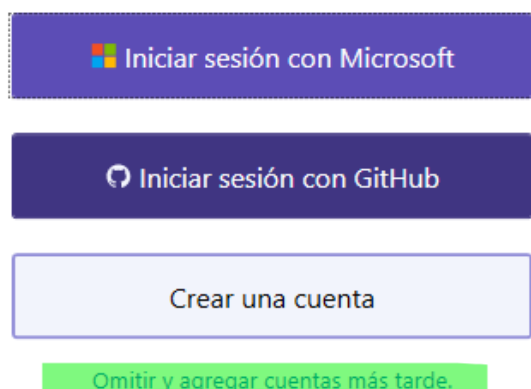 Iniciar sesión con Microsoft
Iniciar sesión con GitHub
Crear una cuenta
Omitir y agregar cuentas más tarde.